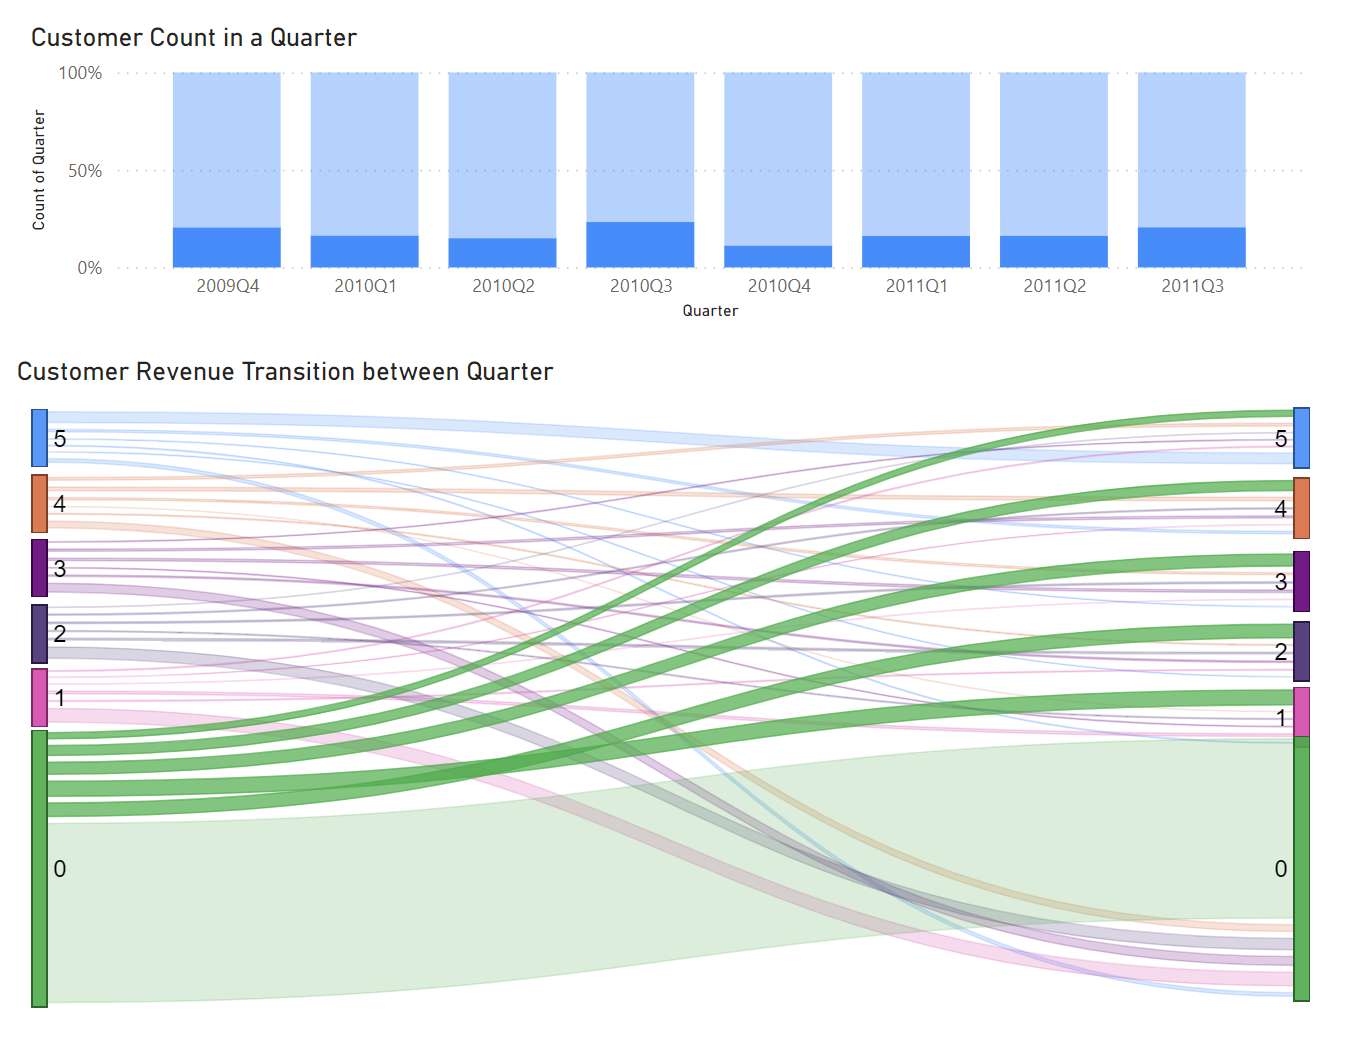 Customer Count in a Quarter
100%
50%
0%
Count of Quarter
2009Q4 2010Q1 2010Q2 2010Q3 2010Q4 2011Q1 2011Q2 2011Q3
Quarter
Customer Revenue Transition between Quarter
5 5
4 4
3 3
2 2
1 1
0 0